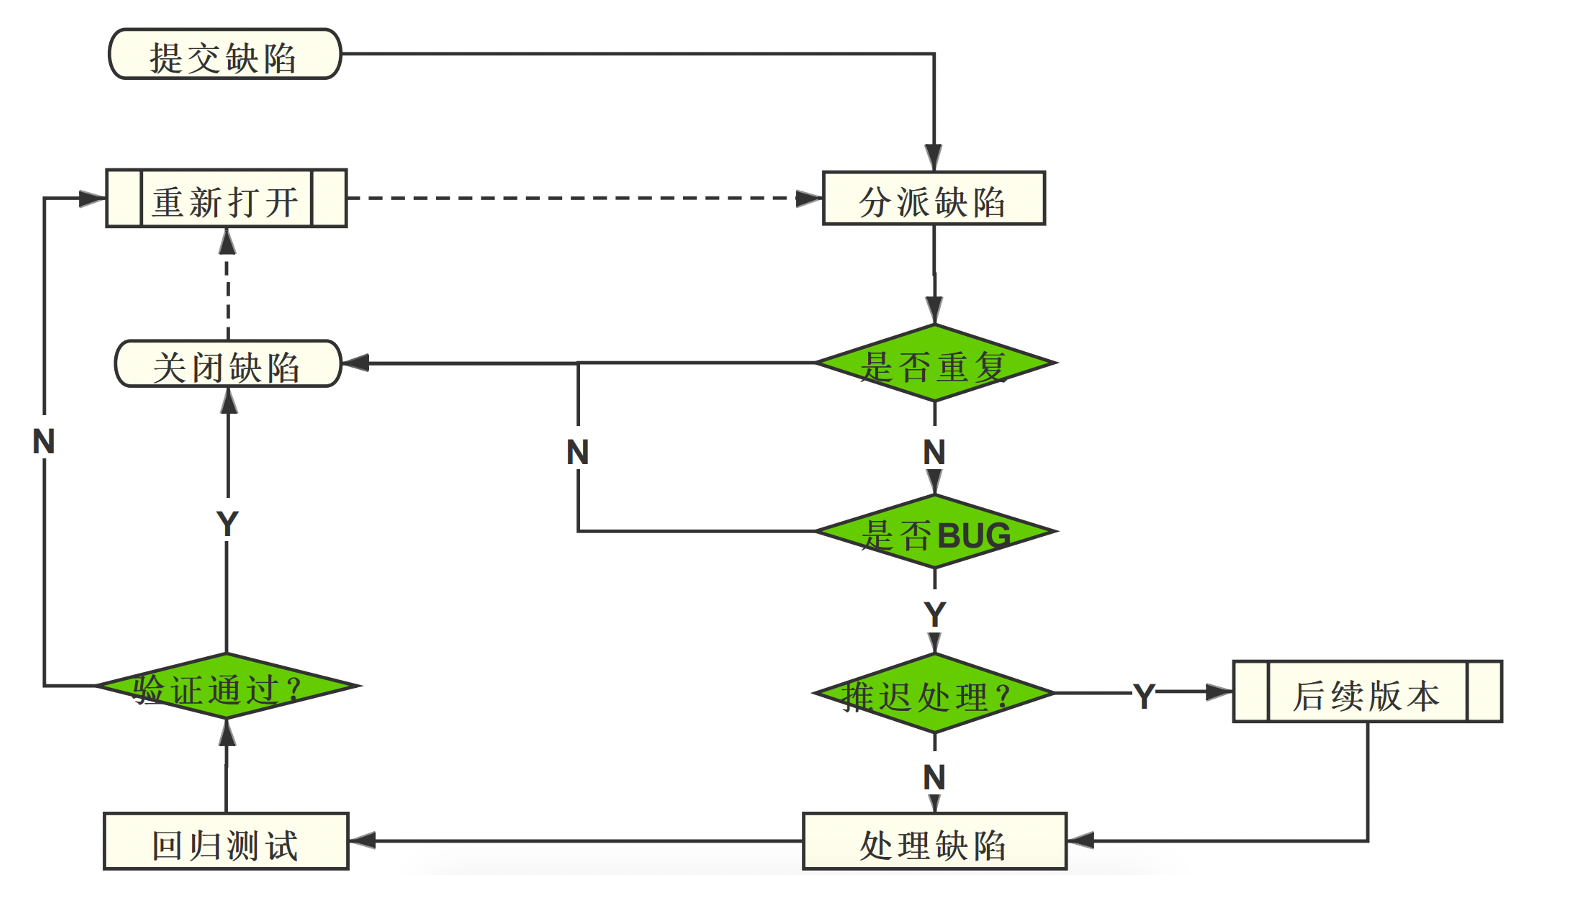 提交缺陷
重新打开
分派缺陷
关闭缺陷
是否重复
N
N
N
是否BUG
Y
Y
验证通过?
推迟处理?
Y
后续版本
N
回归测试
处理缺陷